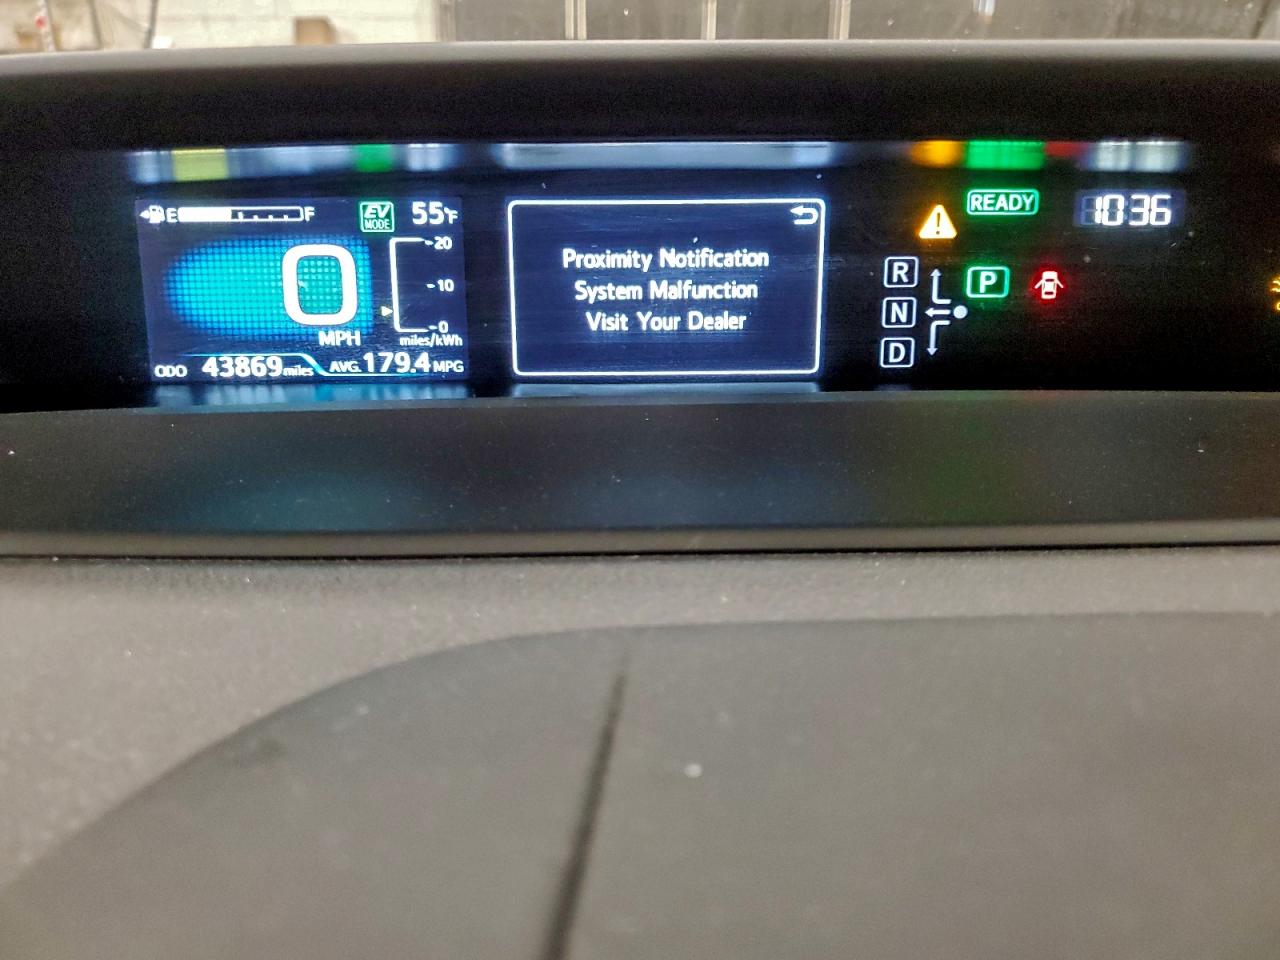 E F EV MODE 55°F
20
10
0
0 MPH
miles/kWh
ODO 43869 miles AVG. 179.4 MPG
Proximity Notification
System Malfunction
Visit Your Dealer
READY 10:36
R
P
N
D